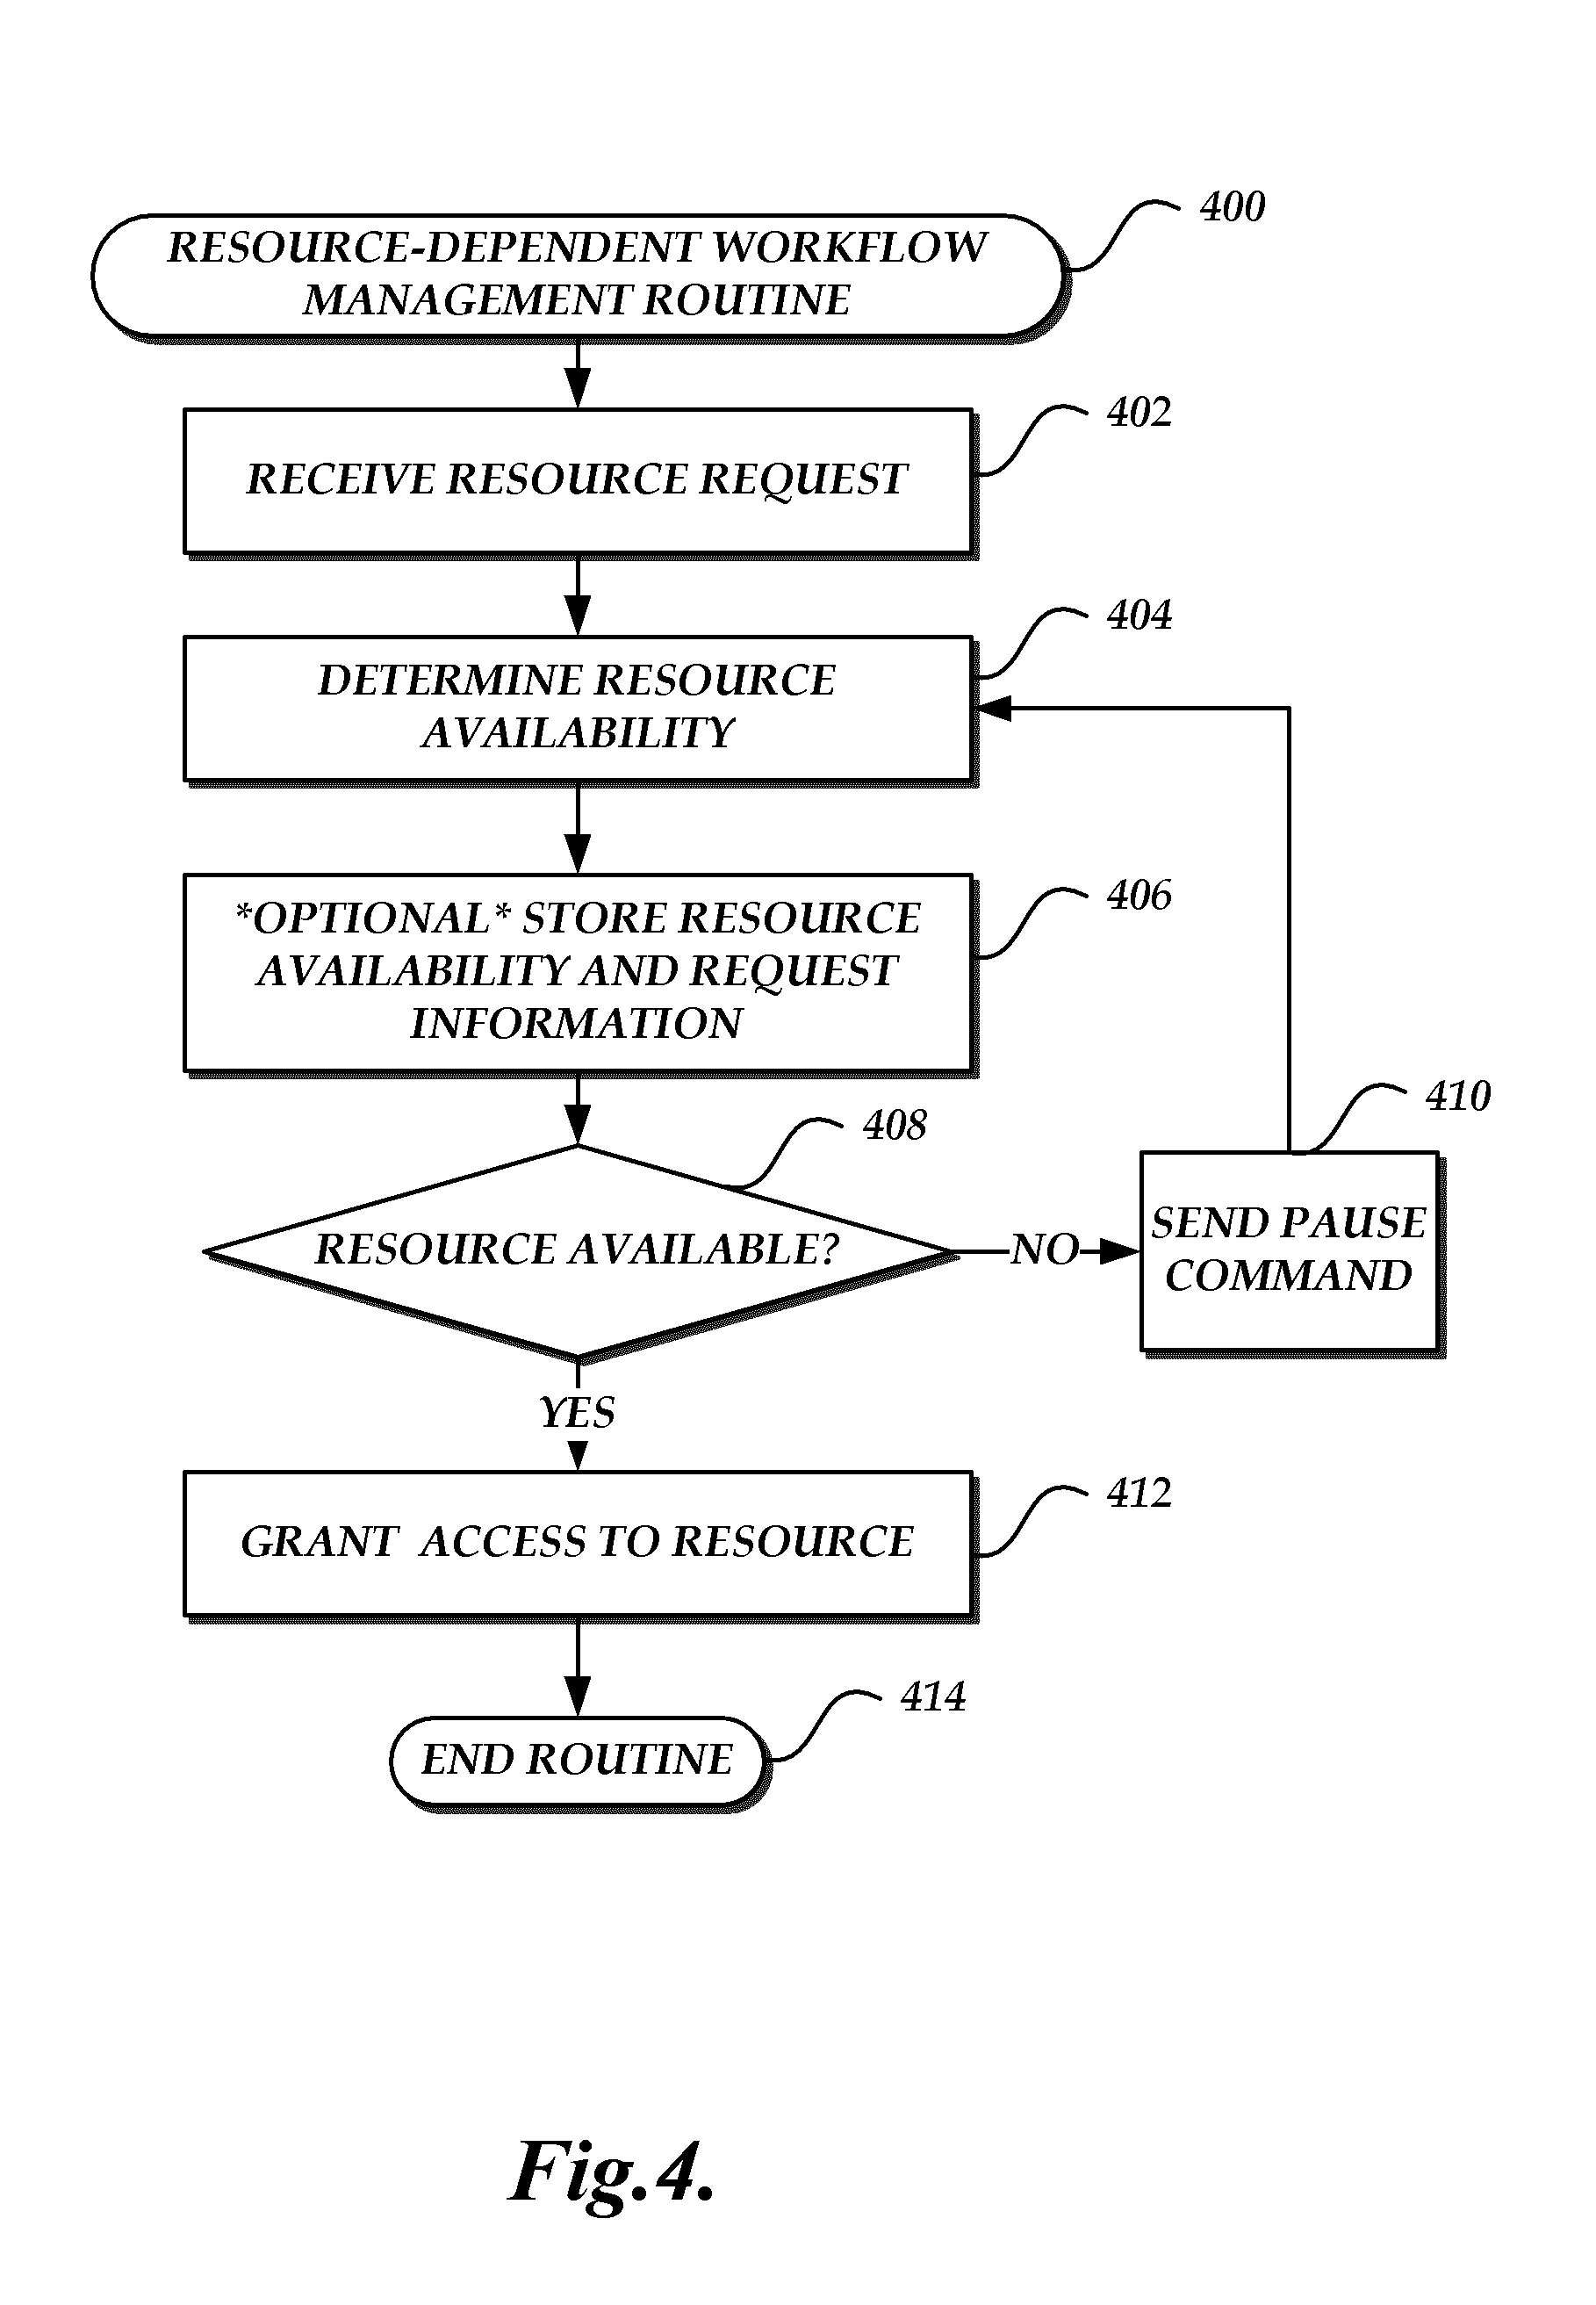 400
RESOURCE-DEPENDENT WORKFLOW
MANAGEMENT ROUTINE
402
RECEIVE RESOURCE REQUEST
404
DETERMINE RESOURCE
AVAILABILITY
406
*OPTIONAL* STORE RESOURCE
AVAILABILITY AND REQUEST
INFORMATION
408
RESOURCE AVAILABLE?
NO
410
SEND PAUSE
COMMAND
YES
412
GRANT ACCESS TO RESOURCE
414
END ROUTINE
Fig.4.